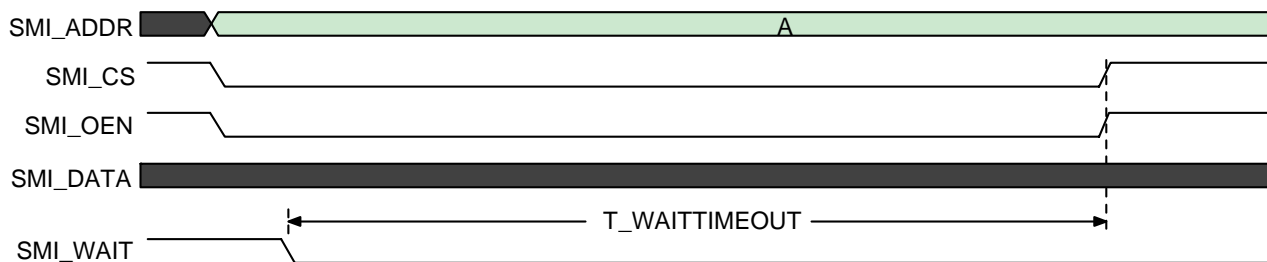 SMI_ADDR A
SMI_CS
SMI_OEN
SMI_DATA
T_WAITTIMEOUT
SMI_WAIT